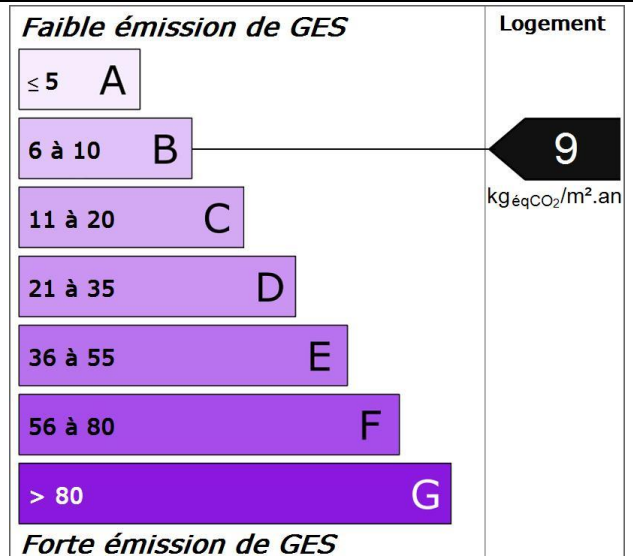 Faible émission de GES
Logement
≤ 5 A
6 à 10 B
9
kgéqCO₂/m².an
11 à 20 C
21 à 35 D
36 à 55 E
56 à 80 F
> 80 G
Forte émission de GES